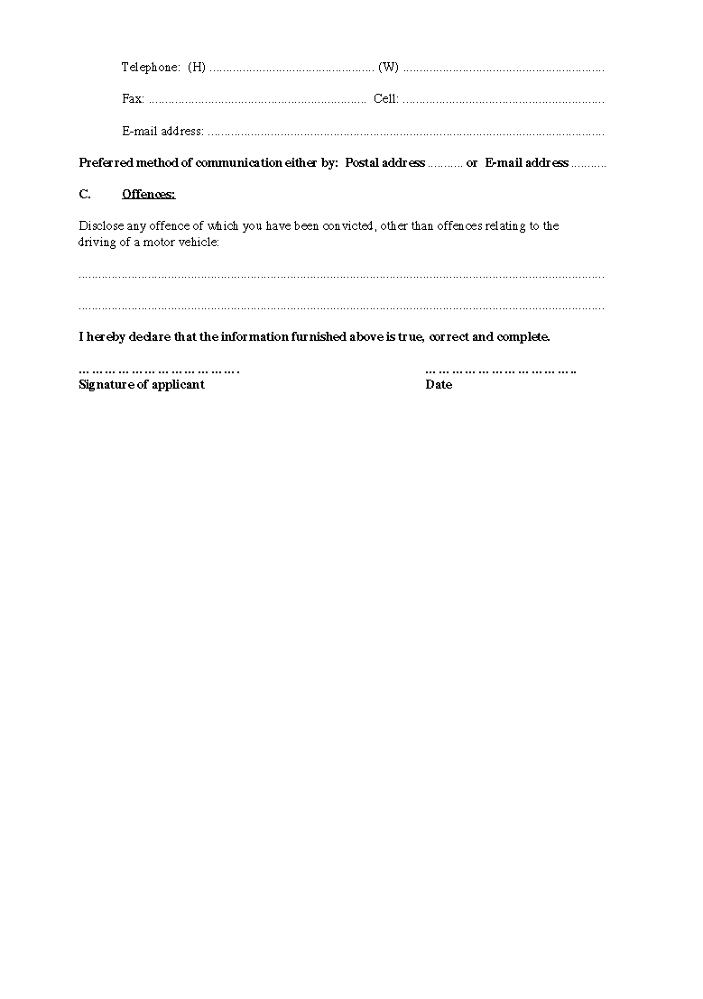 Telephone: (H) .................................................. (W) .............................................................
Fax: .................................................................. Cell: .............................................................
E-mail address: ........................................................................................................................
Preferred method of communication either by: Postal address ........... or E-mail address ...........
C. Offences:
Disclose any offence of which you have been convicted, other than offences relating to the
driving of a motor vehicle:
...............................................................................................................................................................
...............................................................................................................................................................
I hereby declare that the information furnished above is true, correct and complete.
………………………………. ……………………………..
Signature of applicant Date